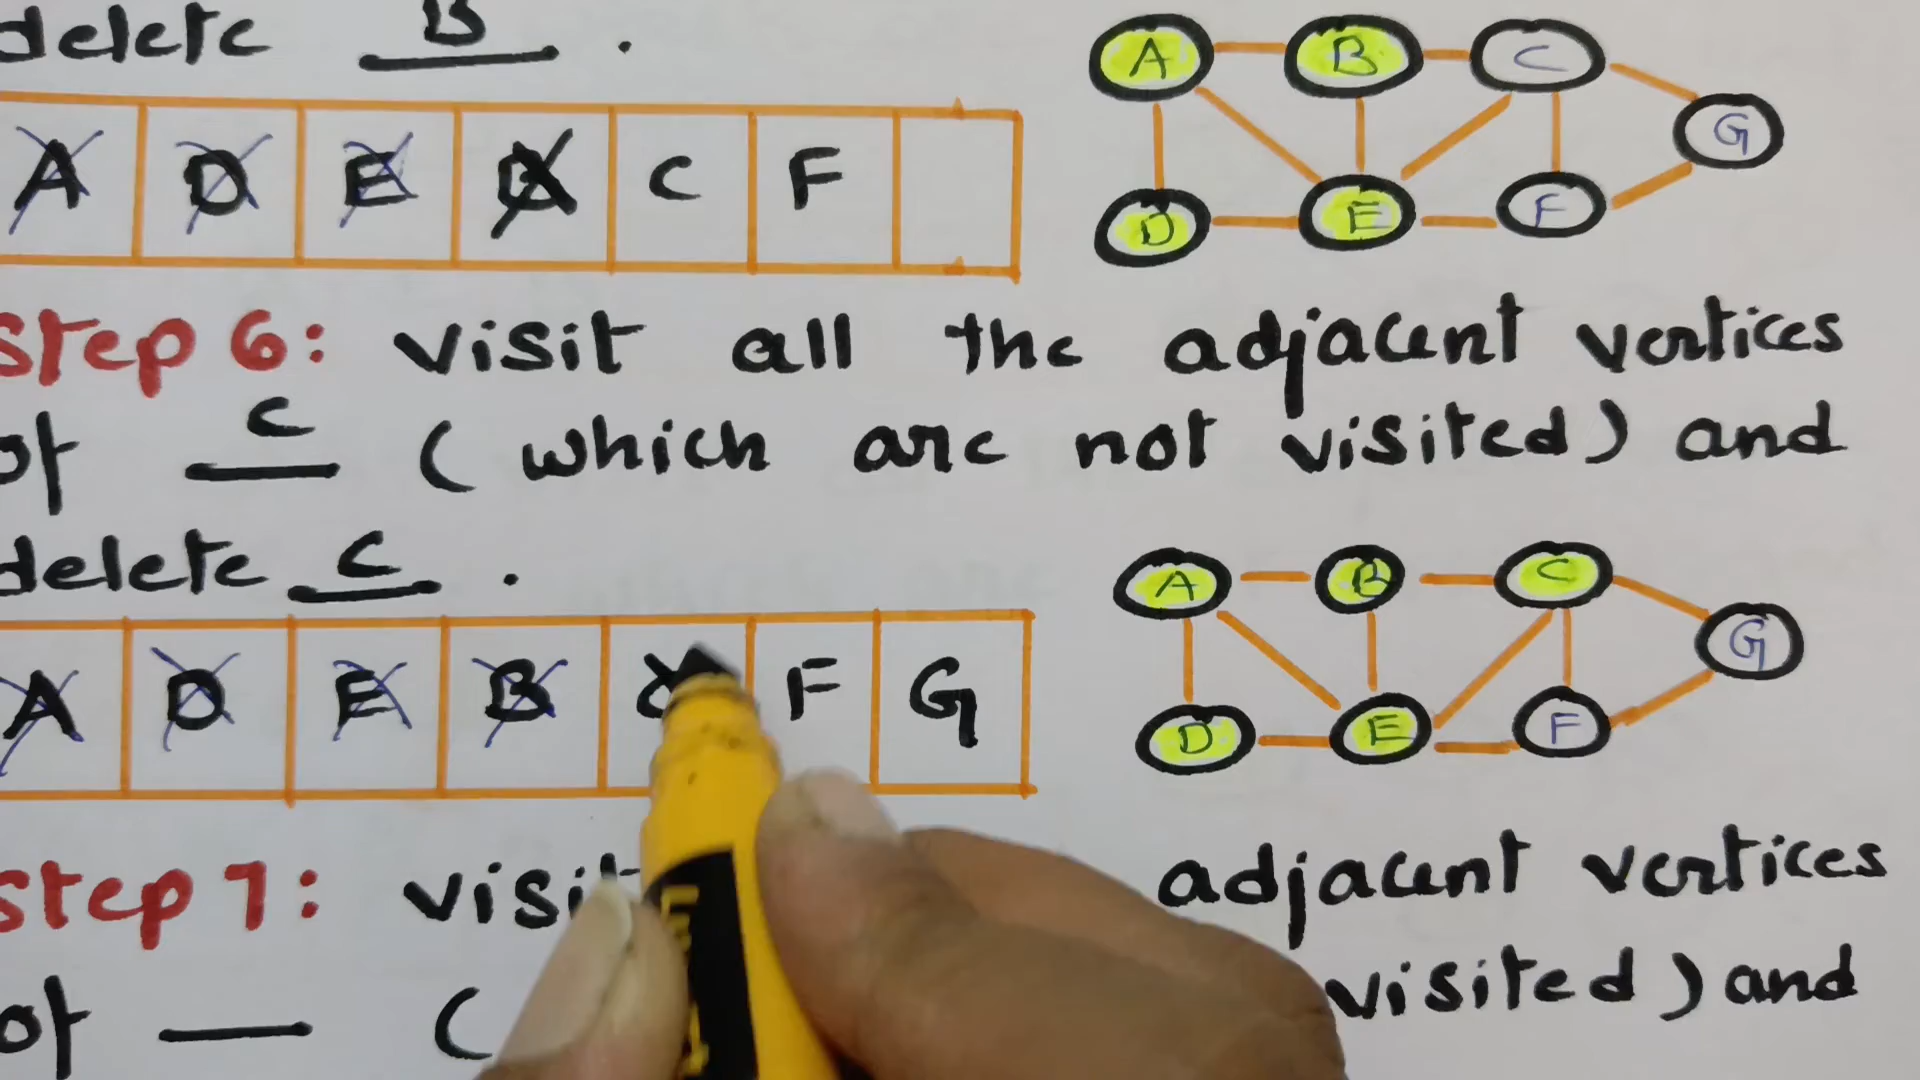 delete B .
A B C
G
A D E B C F
D E F
Step 6: visit all the adjacent vertices
of C (which are not visited) and
delete C .
A B C
G
A D E B C F G
D E F
Step 7: visit adjacent vertices
of ( visited) and